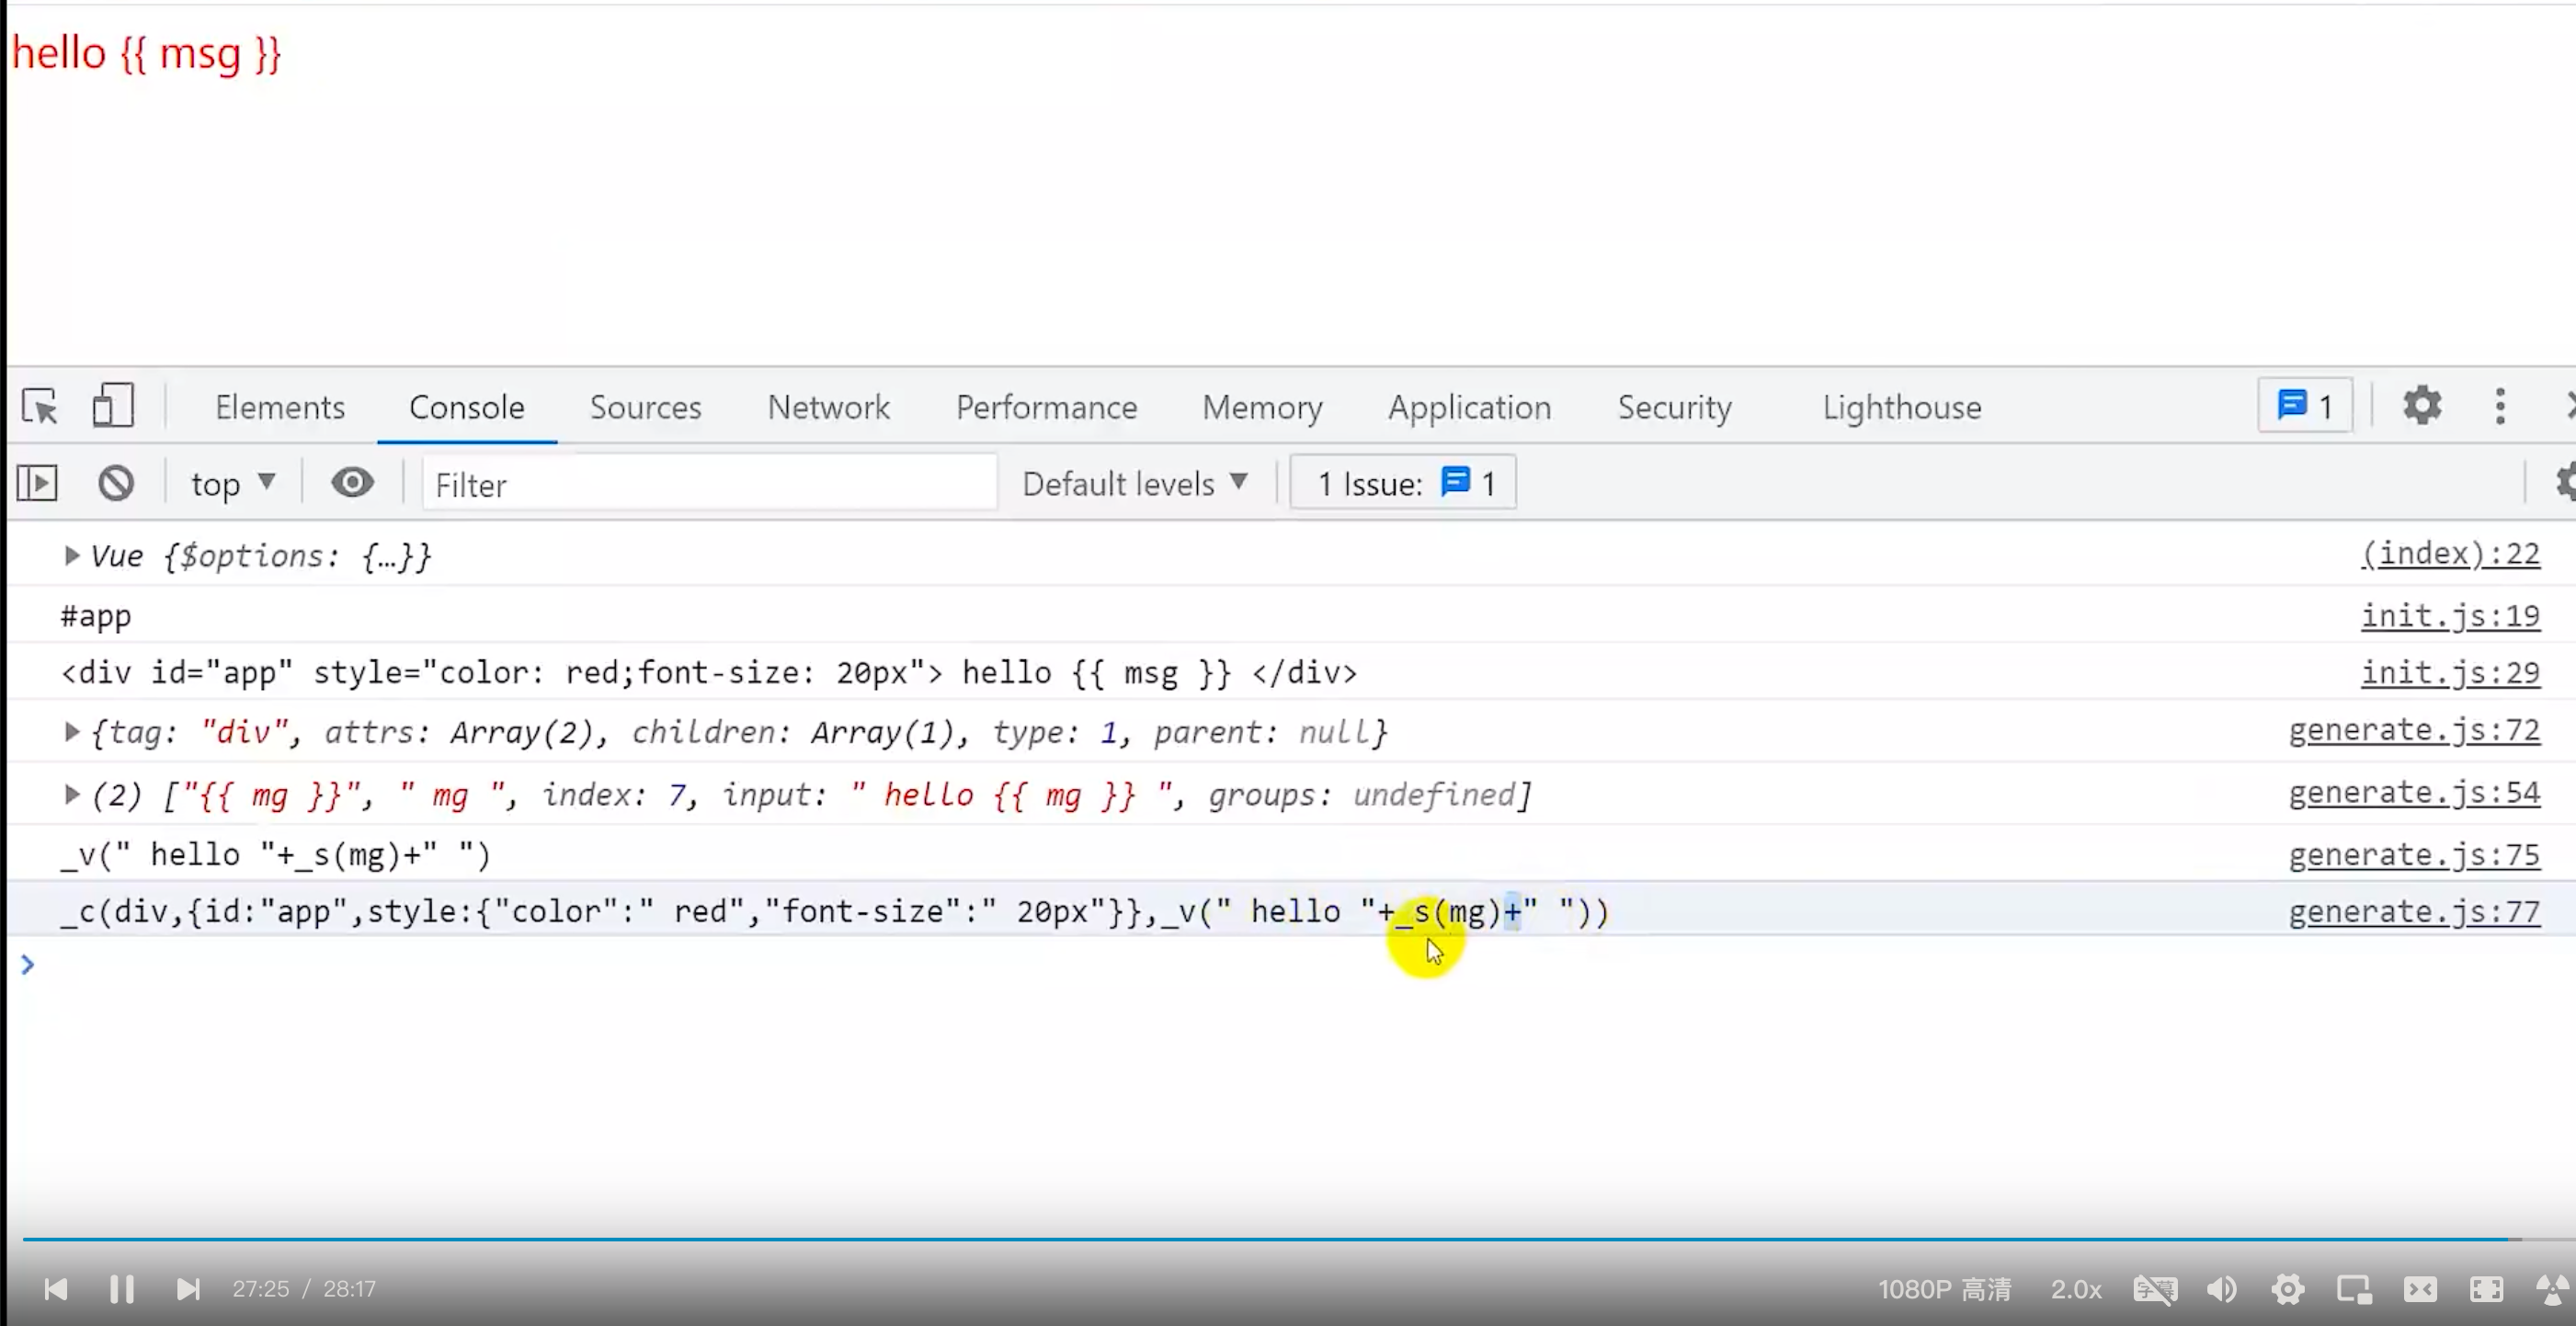 hello {{ msg }}
Elements Console Sources Network Performance Memory Application Security Lighthouse 1
top Filter Default levels 1 Issue: 1
Vue {$options: {…}} (index):22
#app init.js:19
<div id="app" style="color: red;font-size: 20px"> hello {{ msg }} </div> init.js:29
{tag: "div", attrs: Array(2), children: Array(1), type: 1, parent: null} generate.js:72
(2) ["{{ mg }}", " mg ", index: 7, input: " hello {{ mg }} ", groups: undefined] generate.js:54
_v(" hello "+_s(mg)+" ") generate.js:75
_c(div,{id:"app",style:{"color":" red","font-size":" 20px"}},_v(" hello "+_s(mg)+" ")) generate.js:77
27:25 / 28:17 1080P 高清 2.0x 字幕